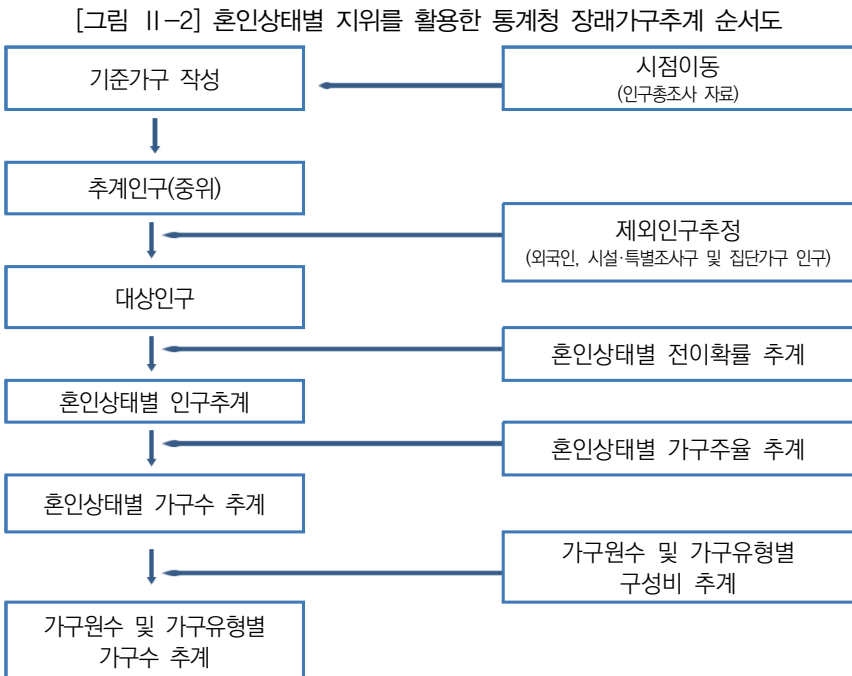 [그림 Ⅱ-2] 혼인상태별 지위를 활용한 통계청 장래가구추계 순서도
기준가구 작성
시점이동
(인구총조사 자료)
추계인구(중위)
제외인구추정
(외국인, 시설·특별조사구 및 집단가구 인구)
대상인구
혼인상태별 전이확률 추계
혼인상태별 인구추계
혼인상태별 가구주율 추계
혼인상태별 가구수 추계
가구원수 및 가구유형별
구성비 추계
가구원수 및 가구유형별
가구수 추계